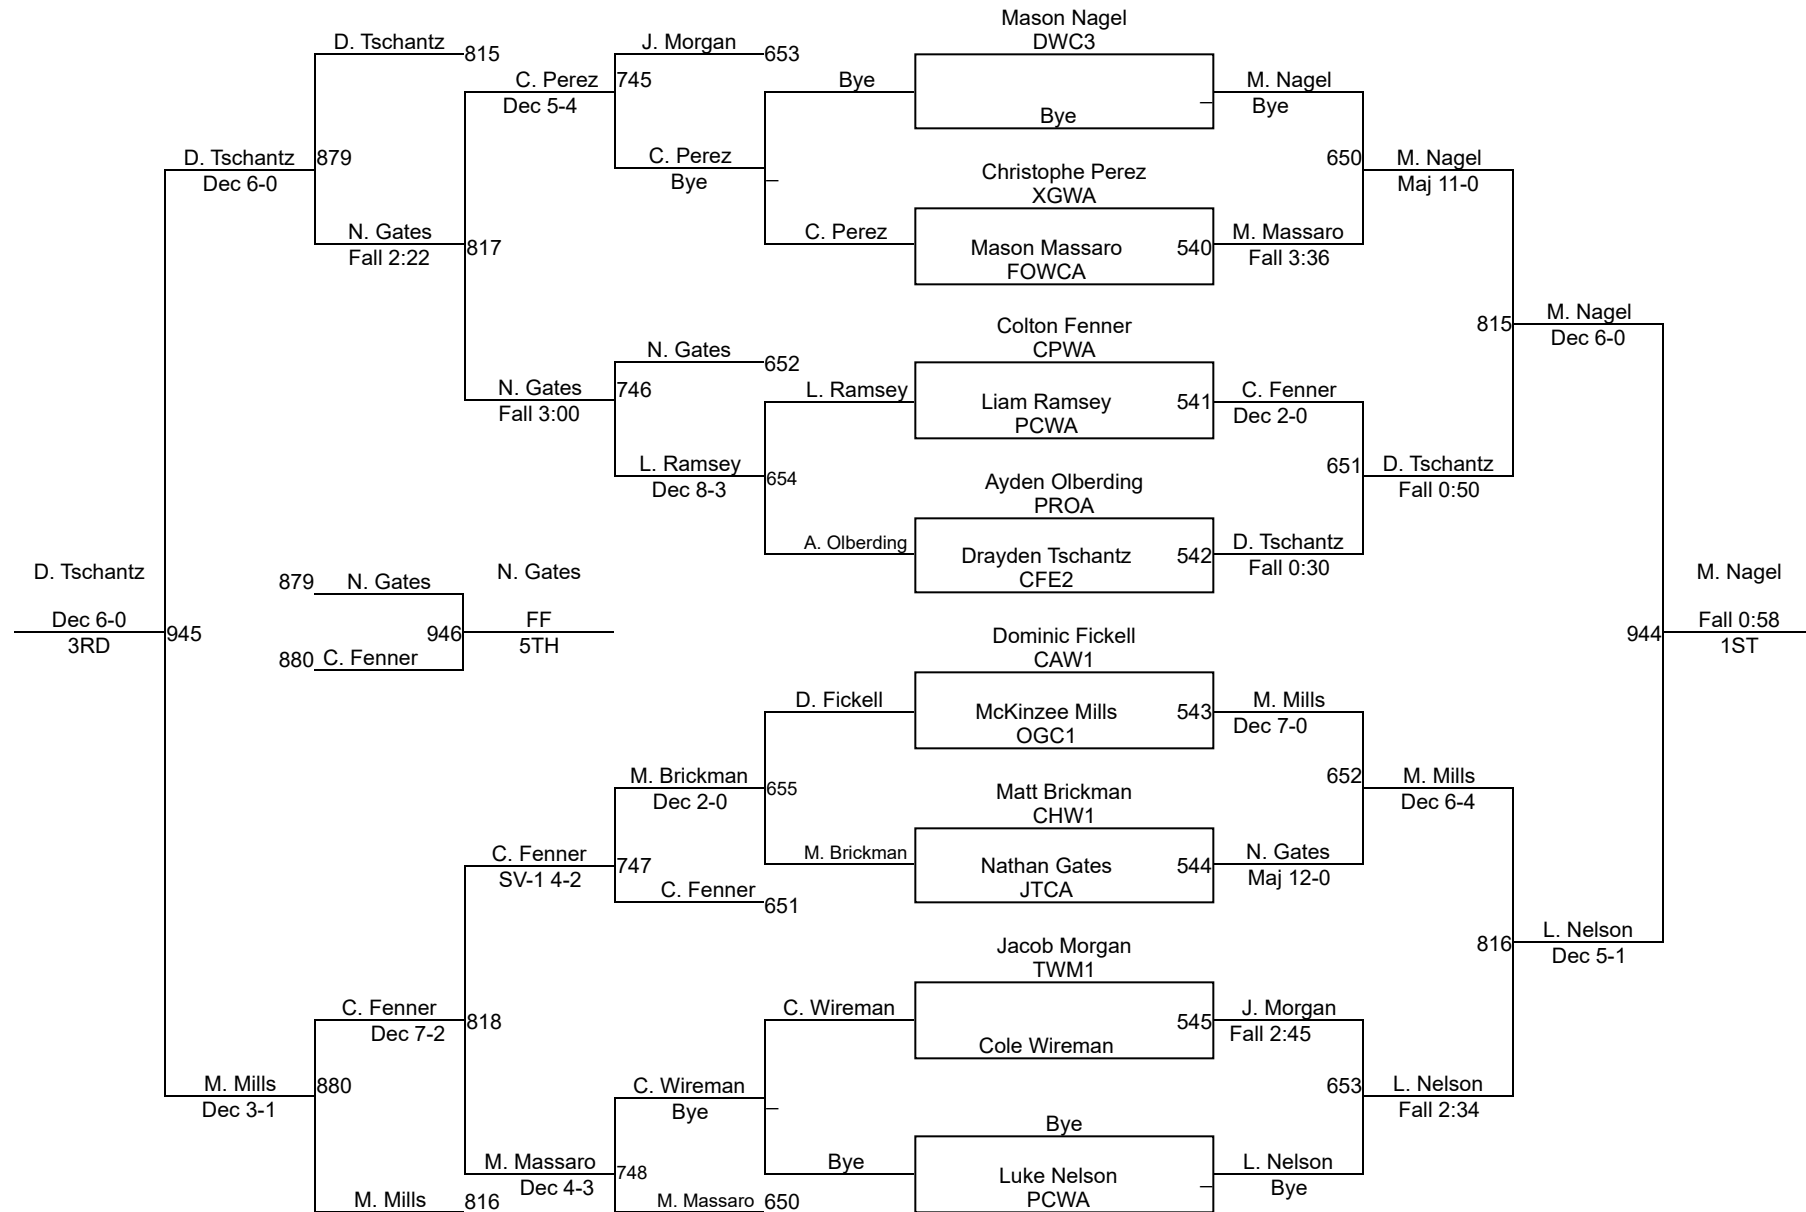 Mason Nagel
DWC3
D. Tschantz
815
J. Morgan
653
C. Perez
745
Dec 5-4
Bye
M. Nagel
Bye
Bye
D. Tschantz
879
Dec 6-0
C. Perez
Bye
Christophe Perez
XGWA
650
M. Nagel
Maj 11-0
N. Gates
817
Fall 2:22
C. Perez
Mason Massaro
540
FOWCA
M. Massaro
Fall 3:36
Colton Fenner
CPWA
815
M. Nagel
Dec 6-0
N. Gates
652
N. Gates
746
Fall 3:00
L. Ramsey
Liam Ramsey
541
PCWA
C. Fenner
Dec 2-0
L. Ramsey
654
Dec 8-3
Ayden Olberding
PROA
651
D. Tschantz
Fall 0:50
A. Olberding
Drayden Tschantz
542
CFE2
D. Tschantz
Fall 0:30
D. Tschantz
Dec 6-0
945
3RD
879
N. Gates
N. Gates
946
FF
5TH
880
C. Fenner
M. Nagel
944
Fall 0:58
1ST
Dominic Fickell
CAW1
D. Fickell
McKinzee Mills
543
OGC1
M. Mills
Dec 7-0
M. Brickman
655
Dec 2-0
Matt Brickman
CHW1
652
M. Mills
Dec 6-4
C. Fenner
747
SV-1 4-2
M. Brickman
Nathan Gates
544
JTCA
N. Gates
Maj 12-0
C. Fenner
651
Jacob Morgan
TWM1
816
L. Nelson
Dec 5-1
C. Fenner
818
Dec 7-2
C. Wireman
545
Cole Wireman
J. Morgan
Fall 2:45
M. Mills
880
Dec 3-1
C. Wireman
Bye
Bye
653
L. Nelson
Fall 2:34
M. Massaro
748
Dec 4-3
Bye
Luke Nelson
PCWA
L. Nelson
Bye
M. Mills
816
M. Massaro
650